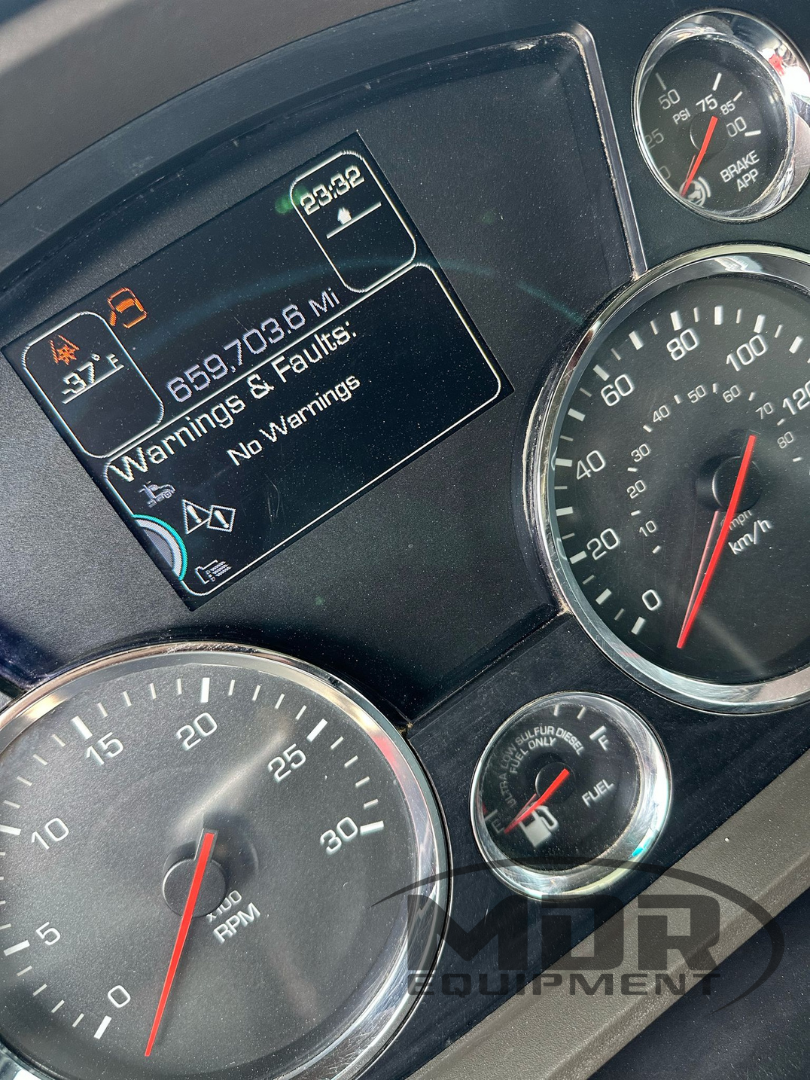 23:32
-37° F
659,703.6 Mi
Warnings & Faults:
No Warnings
50
75
85
25
PSI
BRAKE
APP
0
20
40
60
80
100
120
10
20
30
40
50
60
70
80
mph
km/h
0
5
10
15
20
25
30
x100
RPM
ULTRA LOW SULFUR DIESEL
FUEL ONLY
E
F
FUEL
MDR
EQUIPMENT